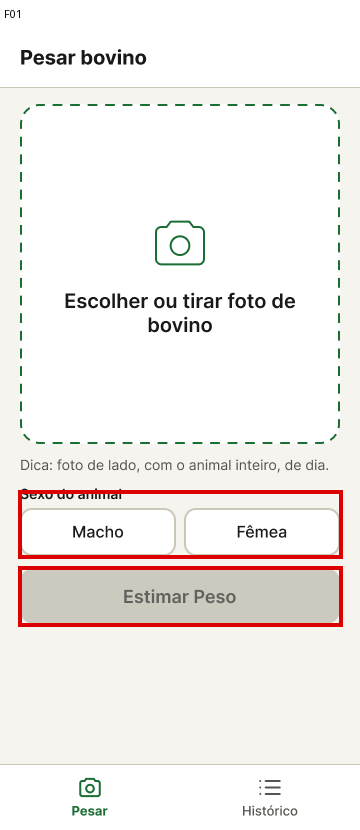 F01
Pesar bovino
Escolher ou tirar foto de
bovino
Dica: foto de lado, com o animal inteiro, de dia.
Sexo do animal
Macho
Fêmea
Estimar Peso
Pesar
Histórico